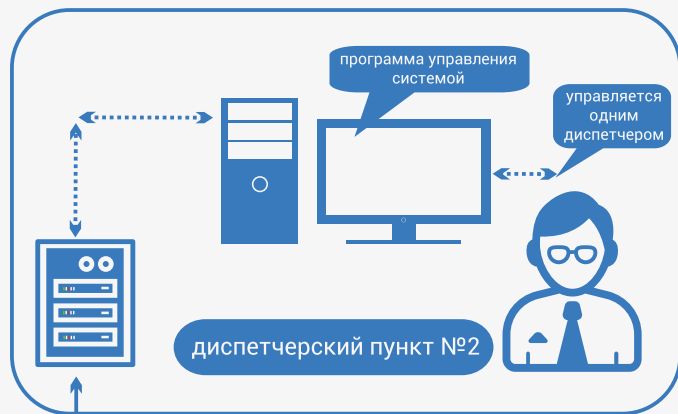 программа управления
системой
управляется
одним
диспетчером
диспетчерский пункт №2